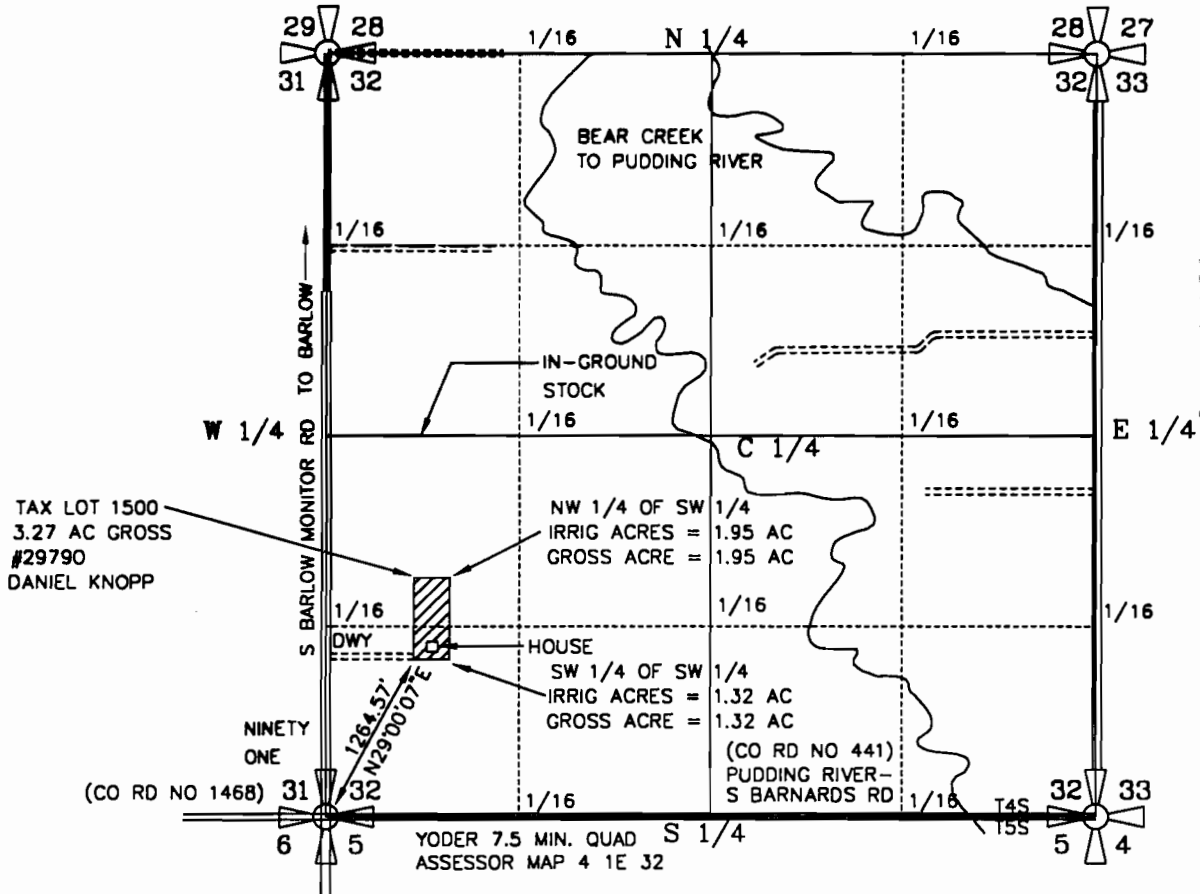 29 28
31 32
1/16
N 1/4
1/16
28 27
32 33
BEAR CREEK
TO PUDDING RIVER
1/16
1/16
1/16
1/16
S BARLOW MONITOR RD TO BARLOW
IN-GROUND
STOCK
W 1/4
1/16
C 1/4
1/16
E 1/4
TAX LOT 1500
3.27 AC GROSS
#29790
DANIEL KNOPP
NW 1/4 OF SW 1/4
IRRIG ACRES = 1.95 AC
GROSS ACRE = 1.95 AC
1/16
1/16
1/16
DWY
HOUSE
SW 1/4 OF SW 1/4
IRRIG ACRES = 1.32 AC
GROSS ACRE = 1.32 AC
1264.57'
N29°00'07"E
NINETY
ONE
(CO RD NO 441)
PUDDING RIVER-
S BARNARDS RD
(CO RD NO 1468)
31 32
6 5
1/16
S 1/4
1/16
T4S
T5S
32 33
5 4
YODER 7.5 MIN. QUAD
ASSESSOR MAP 4 1E 32